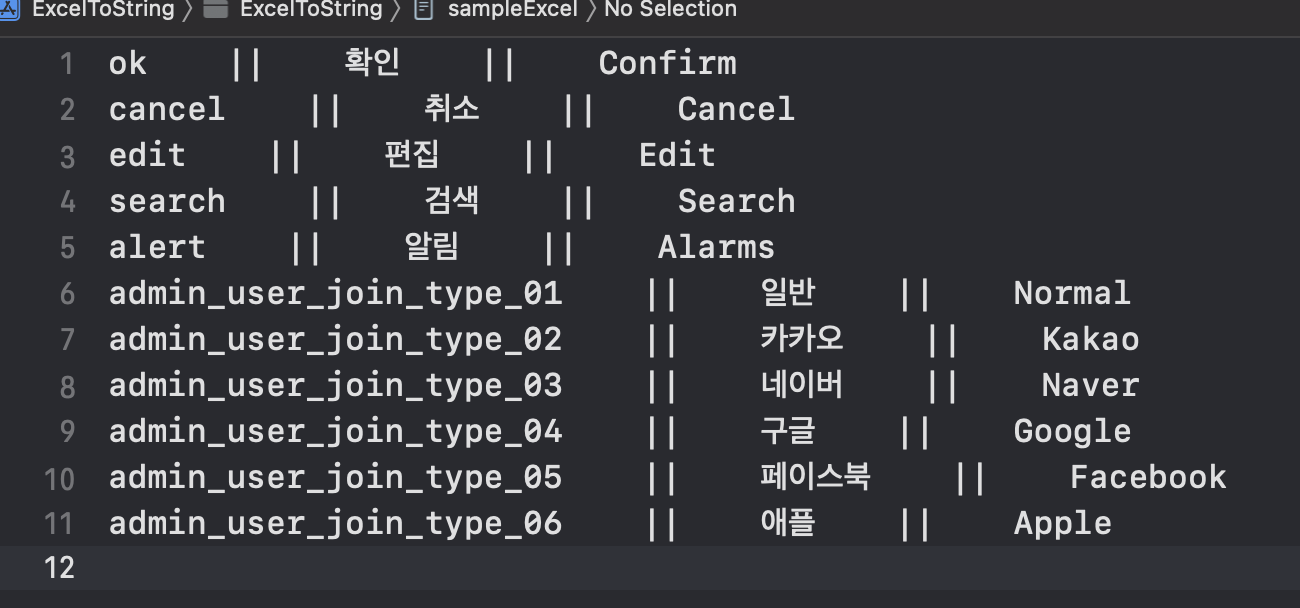 ExcelToString 〉 ExcelToString 〉 sampleExcel 〉 No Selection
1 ok || 확인 || Confirm
2 cancel || 취소 || Cancel
3 edit || 편집 || Edit
4 search || 검색 || Search
5 alert || 알림 || Alarms
6 admin_user_join_type_01 || 일반 || Normal
7 admin_user_join_type_02 || 카카오 || Kakao
8 admin_user_join_type_03 || 네이버 || Naver
9 admin_user_join_type_04 || 구글 || Google
10 admin_user_join_type_05 || 페이스북 || Facebook
11 admin_user_join_type_06 || 애플 || Apple
12